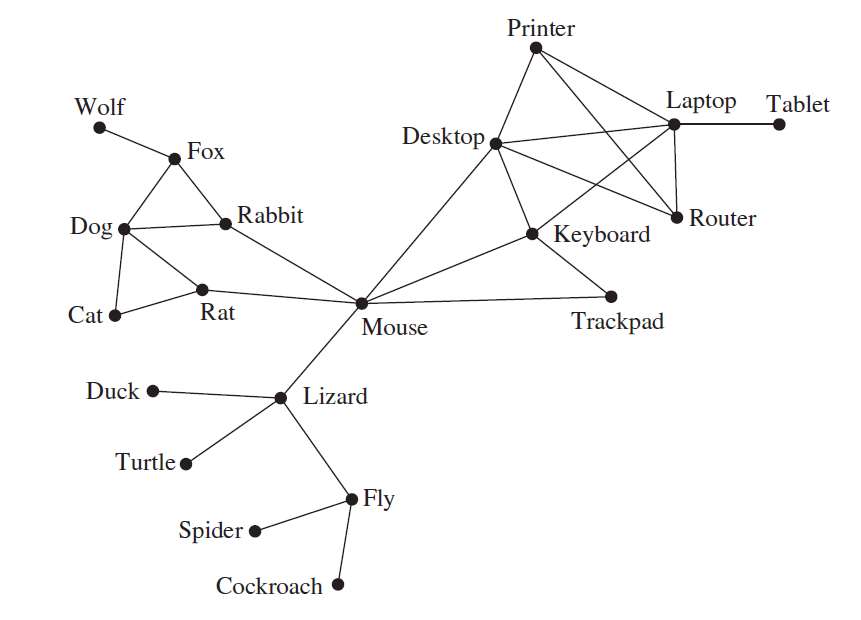 Printer
Wolf
Laptop
Tablet
Desktop
Fox
Rabbit
Dog
Router
Keyboard
Cat
Rat
Mouse
Trackpad
Duck
Lizard
Turtle
Fly
Spider
Cockroach